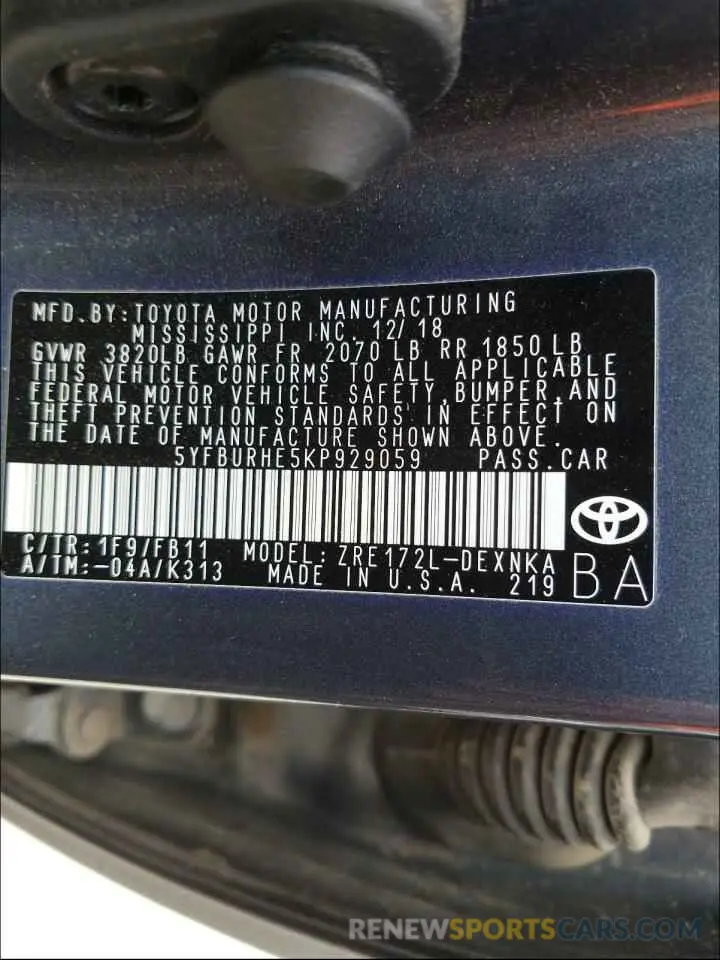 MFD.BY:TOYOTA MOTOR MANUFACTURING
MISSISSIPPI INC. 12/18
GVWR 3820LB GAWR FR 2070 LB RR 1850 LB
THIS VEHICLE CONFORMS TO ALL APPLICABLE
FEDERAL MOTOR VEHICLE SAFETY,BUMPER,AND
THEFT PREVENTION STANDARDS IN EFFECT ON
THE DATE OF MANUFACTURE SHOWN ABOVE.
5YFBURHE5KP929059 PASS.CAR
C/TR:1F9/FB11 MODEL:ZRE172L-DEXNKA
A/TM:-04A/K313 MADE IN U.S.A. 219 BA
RENEWSPORTSCARS.COM